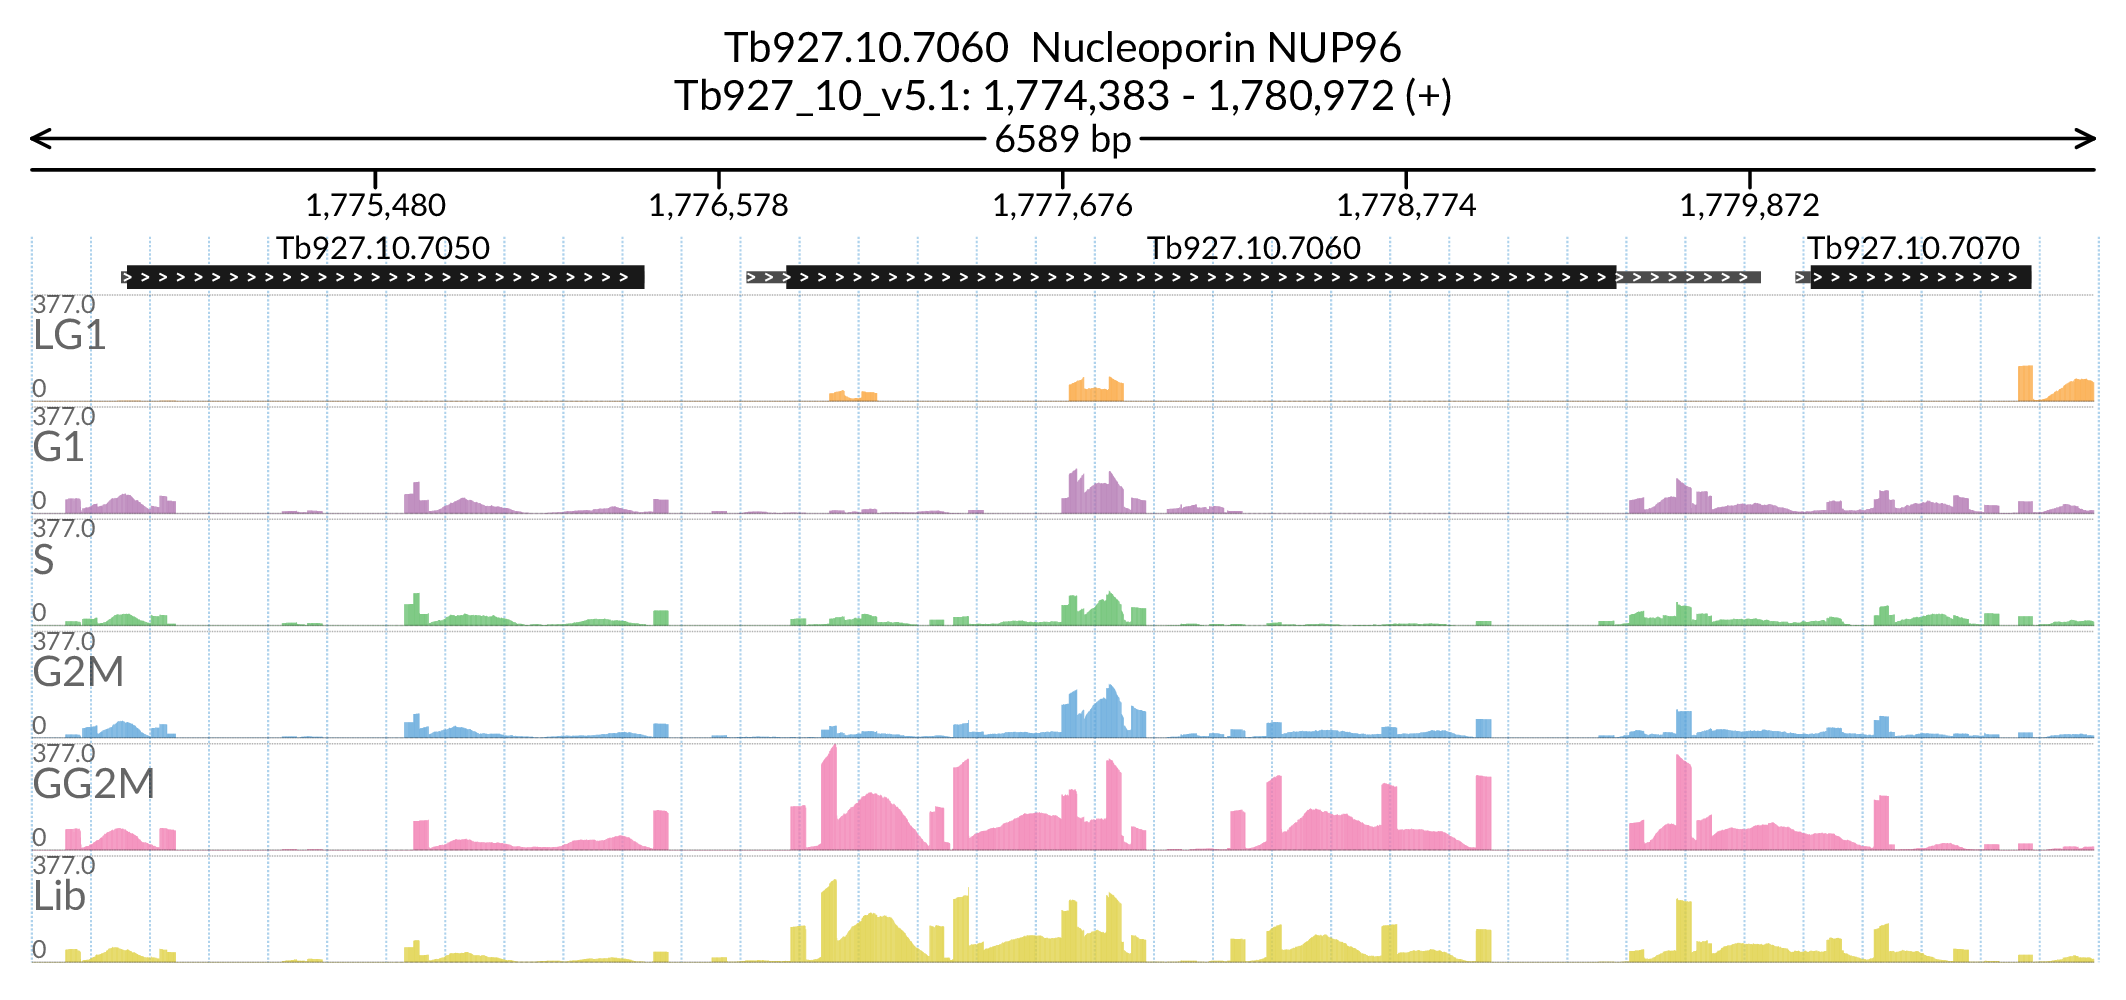 Tb927.10.7060 Nucleoporin NUP96
Tb927_10_v5.1: 1,774,383 - 1,780,972 (+)
6589 bp
1,775,480 1,776,578 1,777,676 1,778,774 1,779,872
Tb927.10.7050 Tb927.10.7060 Tb927.10.7070
377.0
LG1
0
377.0
G1
0
377.0
S
0
377.0
G2M
0
377.0
GG2M
0
377.0
Lib
0